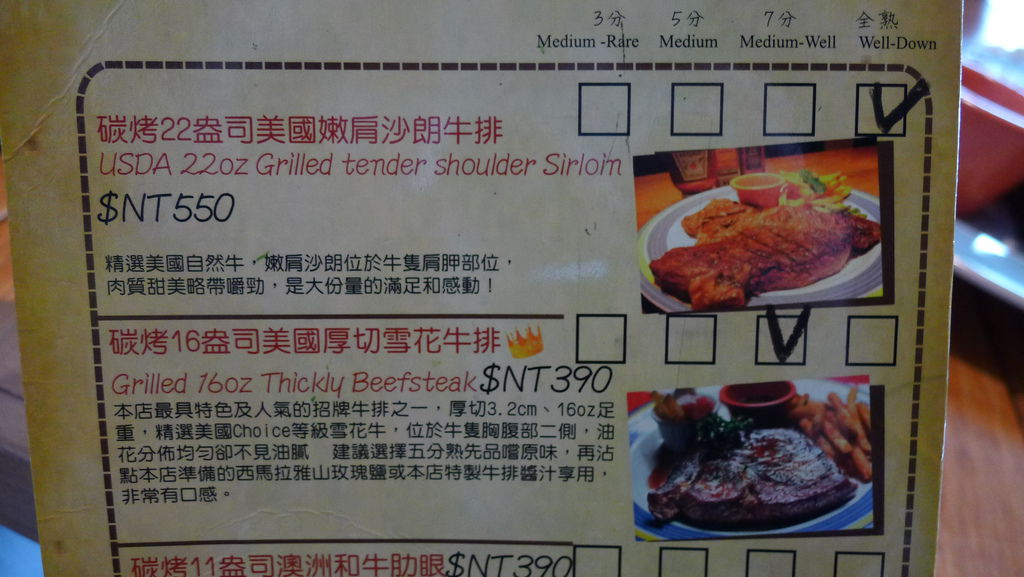 3分 5分 7分 全熟
Medium -Rare Medium Medium-Well Well-Down
碳烤22盎司美國嫩肩沙朗牛排
USDA 22oz Grilled tender shoulder Sirloin
$NT550
精選美國自然牛，嫩肩沙朗位於牛隻肩胛部位，
肉質甜美略帶嚼勁，是大份量的滿足和感動！
碳烤16盎司美國厚切雪花牛排
Grilled 16oz Thickly Beefsteak $NT390
本店最具特色及人氣的招牌牛排之一，厚切3.2cm、16oz足
重，精選美國Choice等級雪花牛，位於牛隻胸腹部二側，油
花分佈均勻卻不見油膩 建議選擇五分熟先品嚐原味，再沾
點本店準備的西馬拉雅山玫瑰鹽或本店特製牛排醬汁享用，
非常有口感。
碳烤11盎司澳洲和牛肋眼$NT390